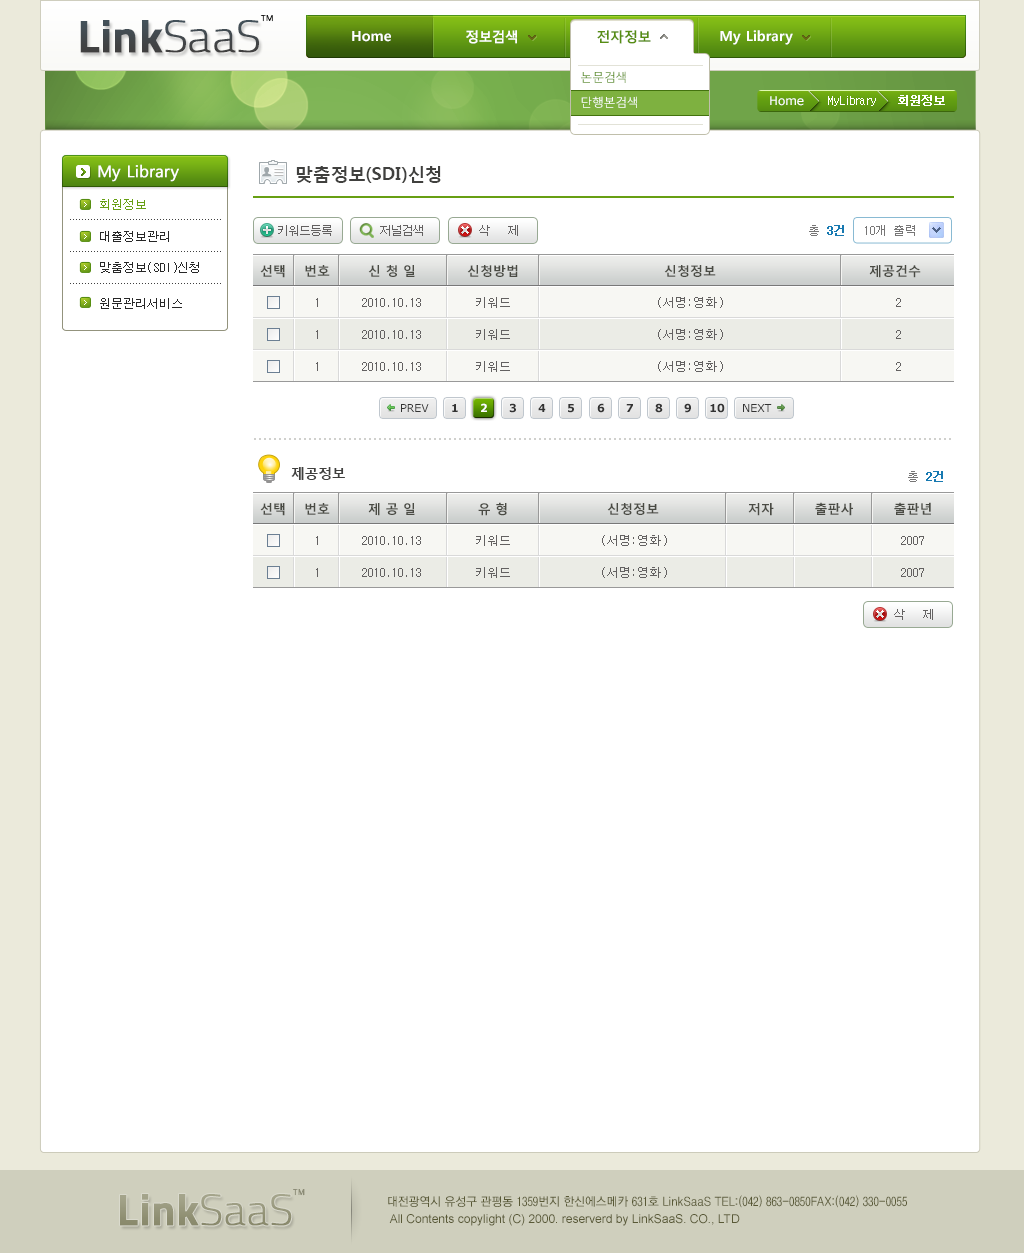 LinkSaaS™
Home 정보검색 전자정보 My Library
논문검색
단행본검색
Home MyLibrary 회원정보
My Library
회원정보
대출정보관리
맞춤정보(SDI)신청
원문관리서비스
맞춤정보(SDI)신청
키워드등록 저널검색 삭 제 총 3건 10개 출력
선택 번호 신 청 일 신청방법 신청정보 제공건수
1 2010.10.13 키워드 (서명:영화) 2
1 2010.10.13 키워드 (서명:영화) 2
1 2010.10.13 키워드 (서명:영화) 2
PREV 1 2 3 4 5 6 7 8 9 10 NEXT
제공정보 총 2건
선택 번호 제 공 일 유 형 신청정보 저자 출판사 출판년
1 2010.10.13 키워드 (서명:영화) 2007
1 2010.10.13 키워드 (서명:영화) 2007
삭 제
LinkSaaS™
대전광역시 유성구 관평동 1359번지 한신에스메카 631호 LinkSaaS TEL:(042) 863-0850FAX:(042) 330-0055
All Contents copylight (C) 2000. reserverd by LinkSaaS. CO., LTD